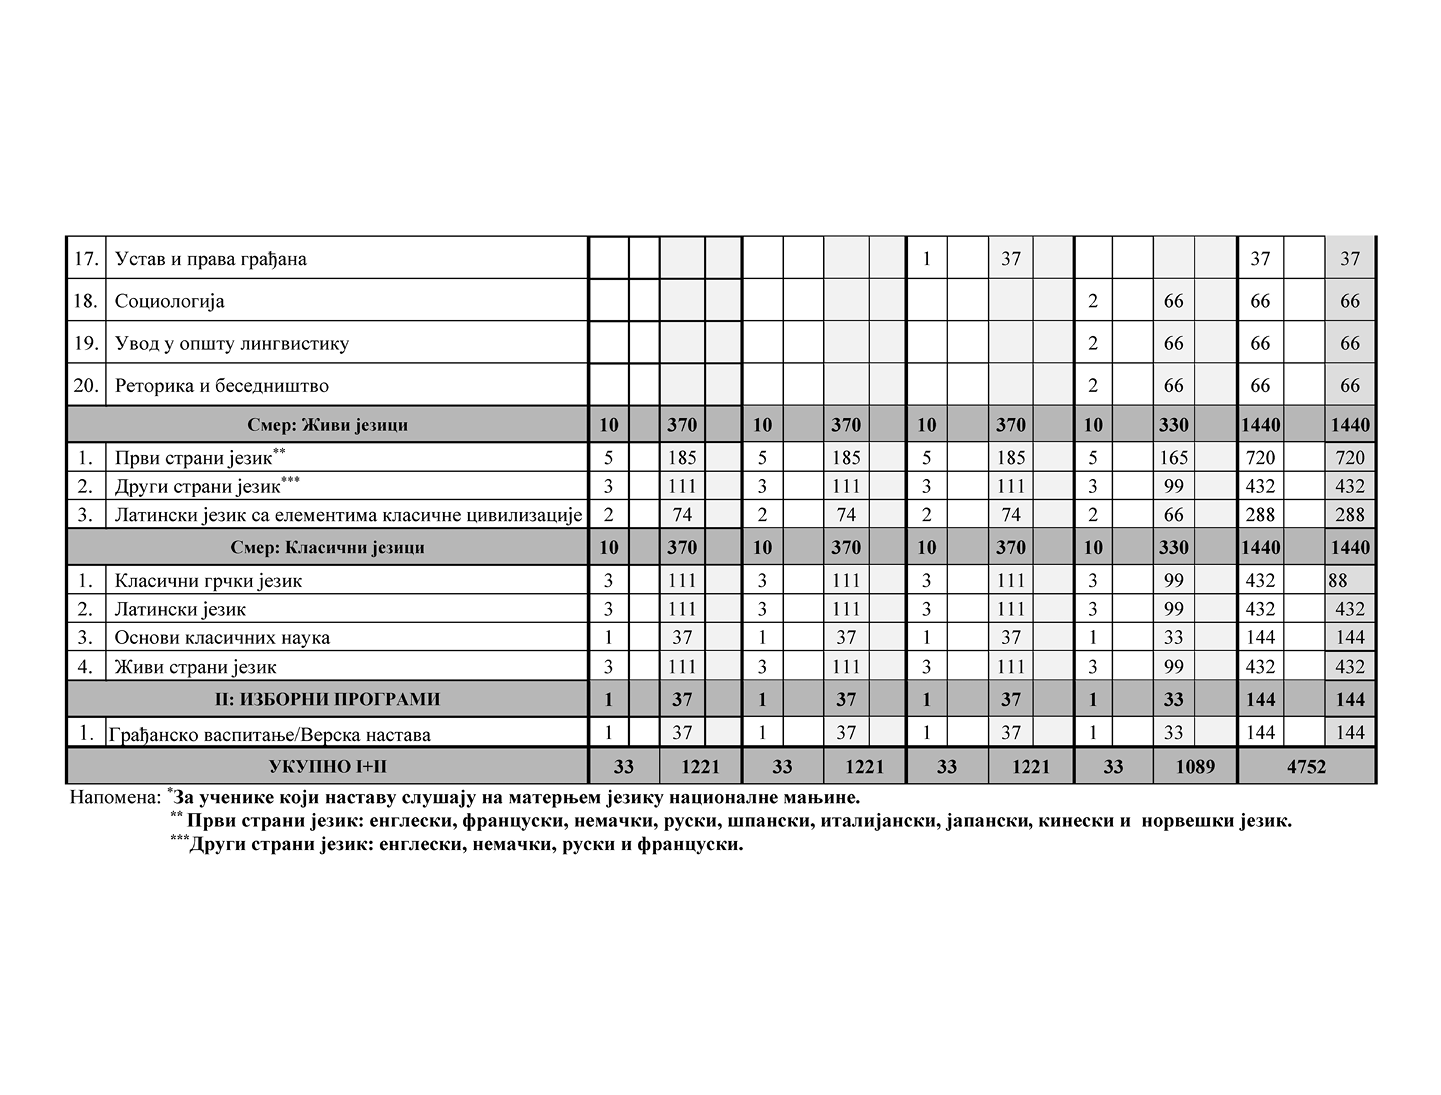 17. Устав и права грађана 1 37 37 37
18. Социологија 2 66 66 66
19. Увод у општу лингвистику 2 66 66 66
20. Реторика и беседништво 2 66 66 66
Смер: Живи језици 10 370 10 370 10 370 10 330 1440 1440
1. Први страни језик** 5 185 5 185 5 185 5 165 720 720
2. Други страни језик*** 3 111 3 111 3 111 3 99 432 432
3. Латински језик са елементима класичне цивилизације 2 74 2 74 2 74 2 66 288 288
Смер: Класични језици 10 370 10 370 10 370 10 330 1440 1440
1. Класични грчки језик 3 111 3 111 3 111 3 99 432 88
2. Латински језик 3 111 3 111 3 111 3 99 432 432
3. Основи класичних наука 1 37 1 37 1 37 1 33 144 144
4. Живи страни језик 3 111 3 111 3 111 3 99 432 432
II: ИЗБОРНИ ПРОГРАМИ 1 37 1 37 1 37 1 33 144 144
1. Грађанско васпитање/Верска настава 1 37 1 37 1 37 1 33 144 144
УКУПНО I+II 33 1221 33 1221 33 1221 33 1089 4752
Напомена: *За ученике који наставу слушају на матерњем језику националне мањине.
** Први страни језик: енглески, француски, немачки, руски, шпански, италијански, јапански, кинески и норвешки језик.
***Други страни језик: енглески, немачки, руски и француски.